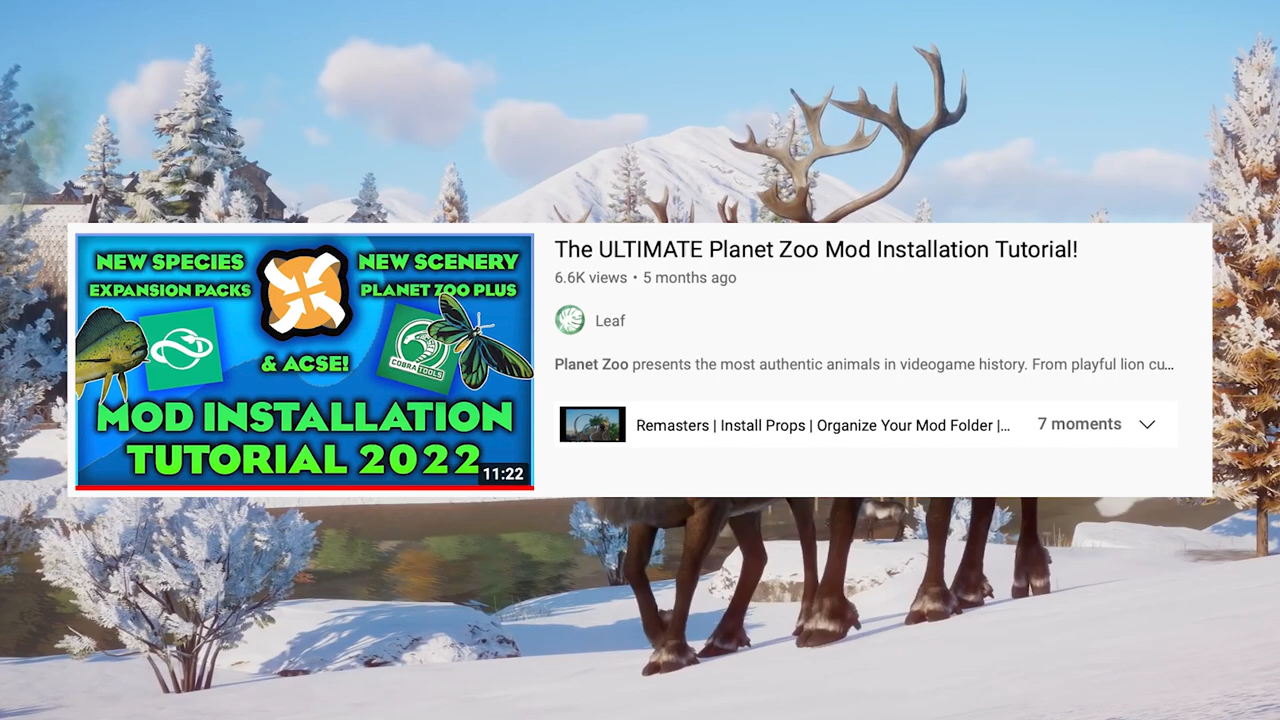 NEW SPECIES
EXPANSION PACKS
NEW SCENERY
PLANET ZOO PLUS
COBRA TOOLS
& ACSE!
MOD INSTALLATION
TUTORIAL 2022
11:22
The ULTIMATE Planet Zoo Mod Installation Tutorial!
6.6K views • 5 months ago
Leaf
Planet Zoo presents the most authentic animals in videogame history. From playful lion cu...
Remasters | Install Props | Organize Your Mod Folder |...
7 moments